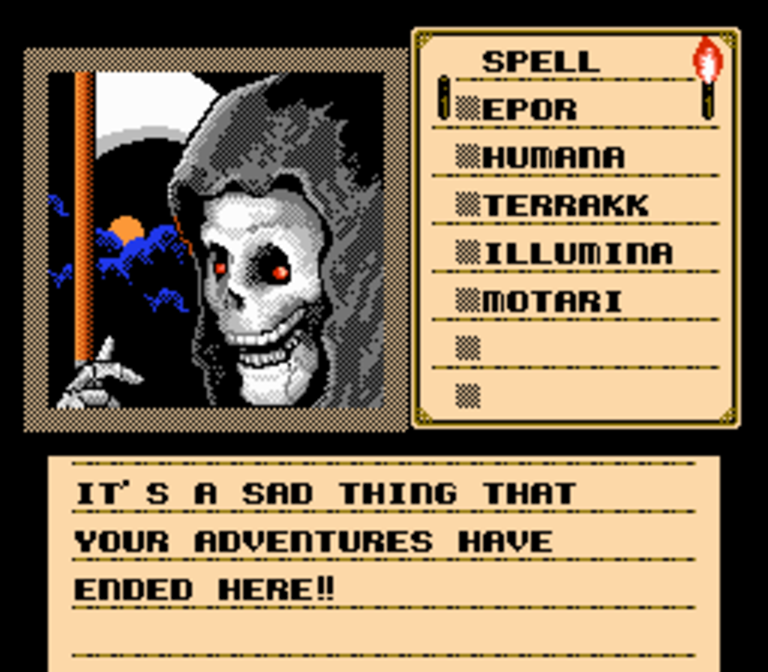 SPELL
EPOR
HUMANA
TERRAKK
ILLUMINA
MOTARI
IT'S A SAD THING THAT
YOUR ADVENTURES HAVE
ENDED HERE!!